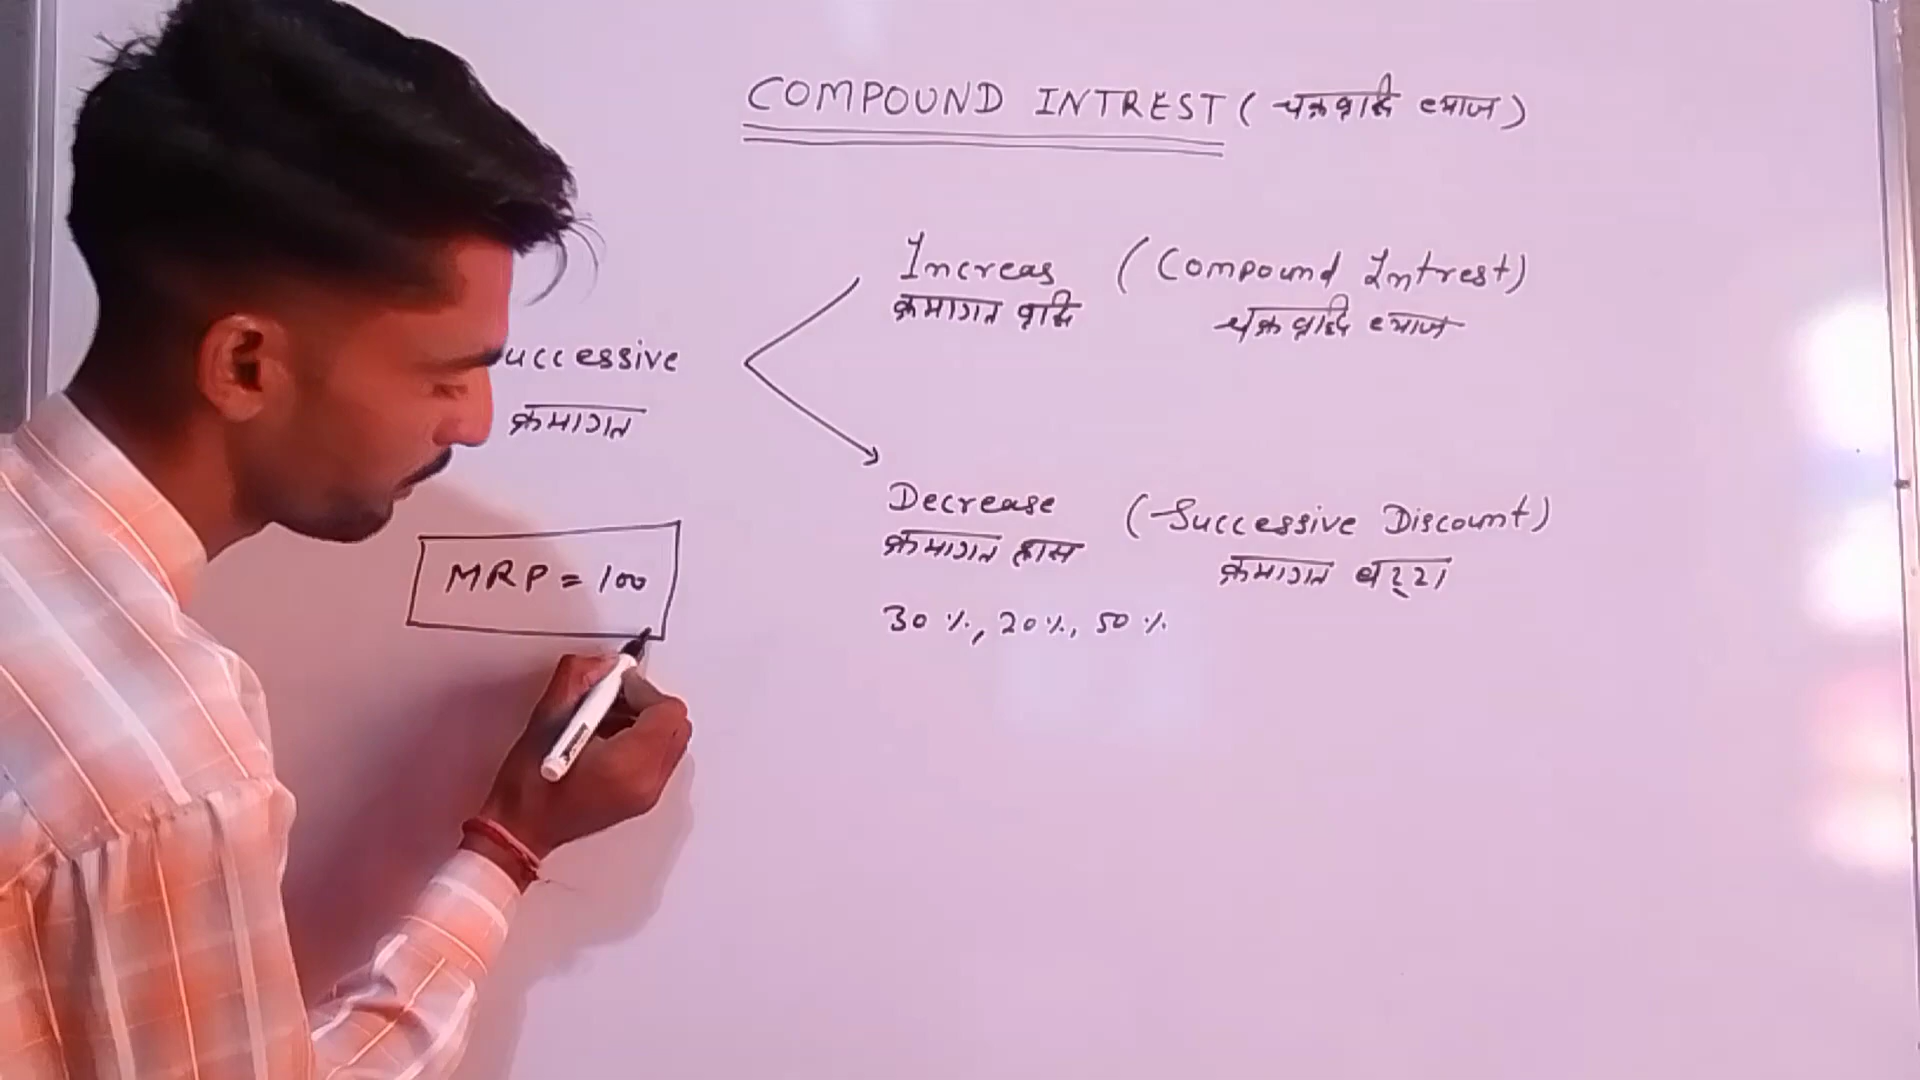 COMPOUND INTREST (चक्रवृद्धि ब्याज)
Increas (Compound Intrest)
क्रमागत वृद्धि चक्रवृद्धि ब्याज
uccessive
क्रमागत
Decrease (Successive Discount)
क्रमागत ह्रास क्रमागत बट्टा
MRP = 100
30 %, 20 %, 50 %